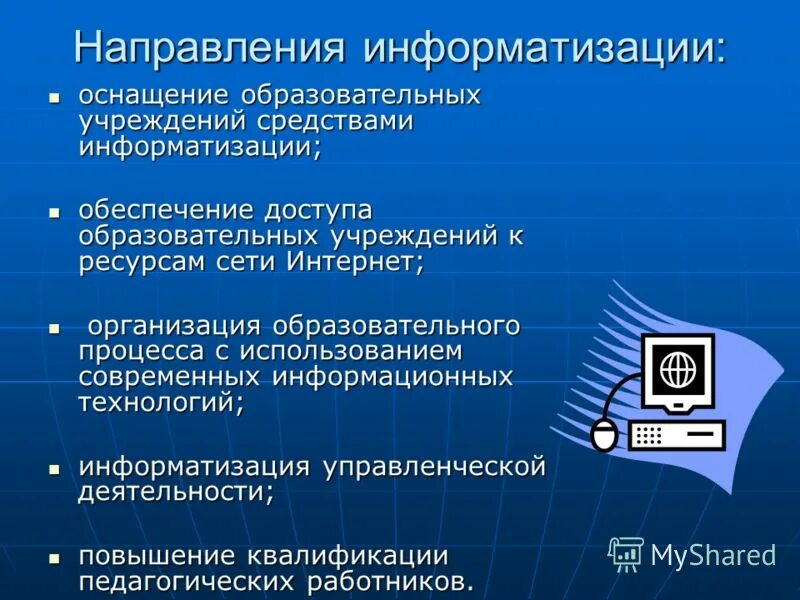 Направления информатизации:
оснащение образовательных
учреждений средствами
информатизации;
обеспечение доступа
образовательных учреждений к
ресурсам сети Интернет;
организация образовательного
процесса с использованием
современных информационных
технологий;
информатизация управленческой
деятельности;
повышение квалификации
педагогических работников.
MyShared